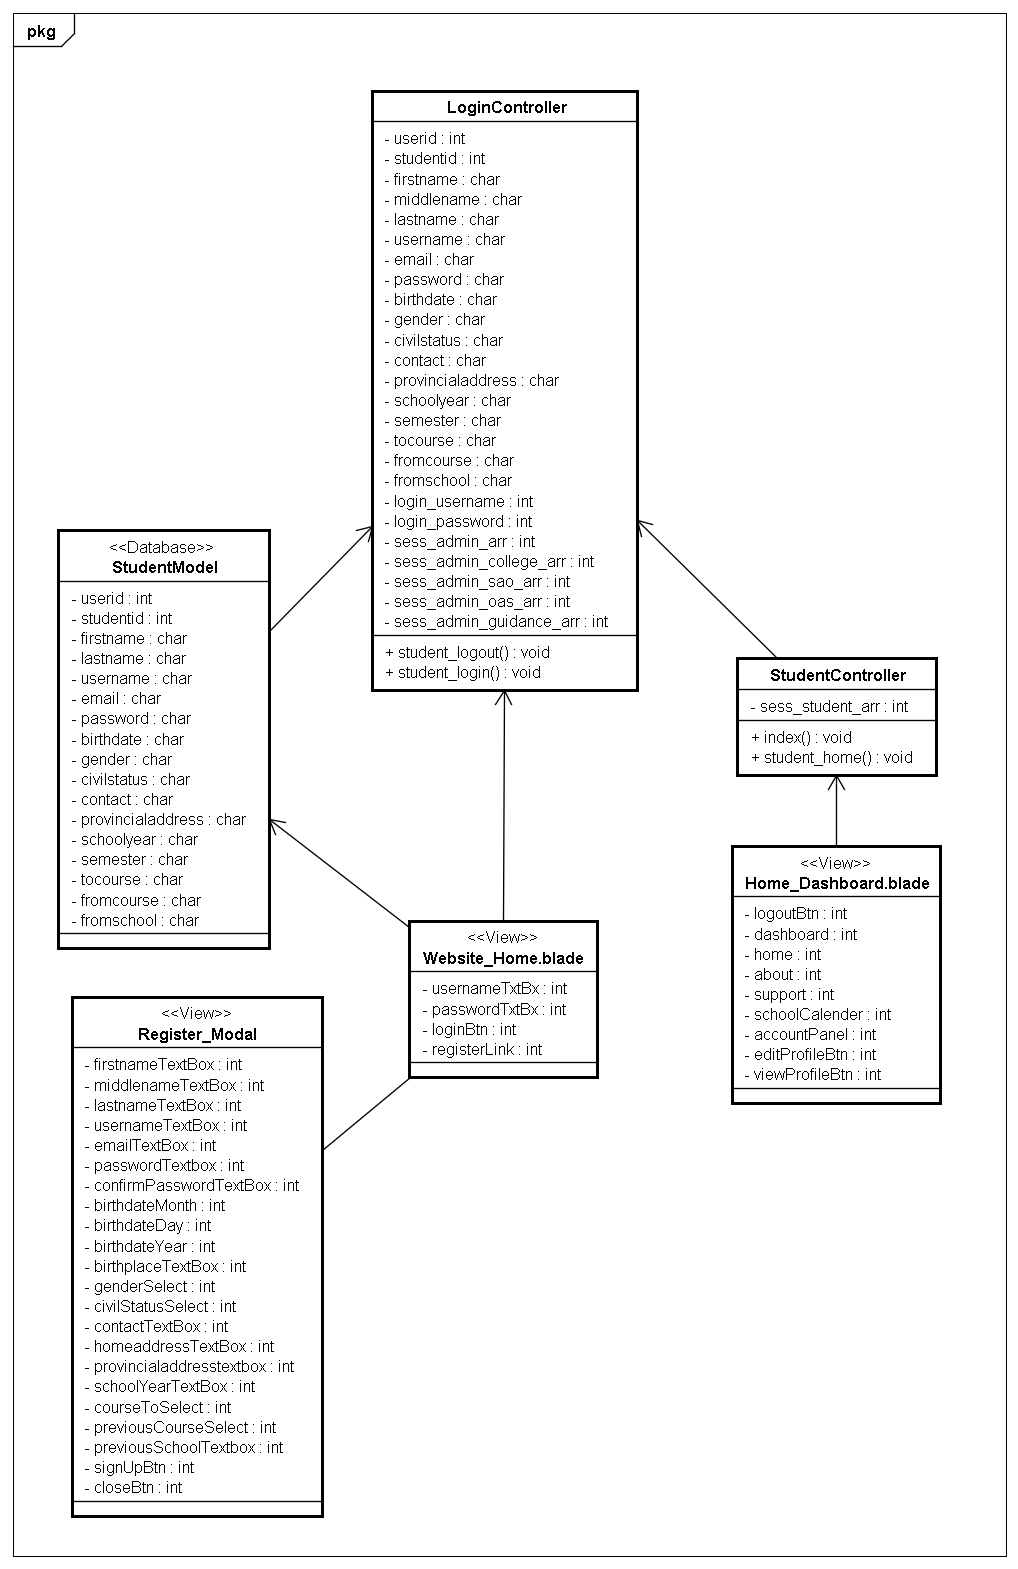 pkg
LoginController
- userid : int
- studentid : int
- firstname : char
- middlename : char
- lastname : char
- username : char
- email : char
- password : char
- birthdate : char
- gender : char
- civilstatus : char
- contact : char
- provincialaddress : char
- schoolyear : char
- semester : char
- tocourse : char
- fromcourse : char
- fromschool : char
- login_username : int
- login_password : int
- sess_admin_arr : int
- sess_admin_college_arr : int
- sess_admin_sao_arr : int
- sess_admin_oas_arr : int
- sess_admin_guidance_arr : int
+ student_logout() : void
+ student_login() : void
<<Database>>
StudentModel
- userid : int
- studentid : int
- firstname : char
- lastname : char
- username : char
- email : char
- password : char
- birthdate : char
- gender : char
- civilstatus : char
- contact : char
- provincialaddress : char
- schoolyear : char
- semester : char
- tocourse : char
- fromcourse : char
- fromschool : char
StudentController
- sess_student_arr : int
+ index() : void
+ student_home() : void
<<View>>
Home_Dashboard.blade
- logoutBtn : int
- dashboard : int
- home : int
- about : int
- support : int
- schoolCalender : int
- accountPanel : int
- editProfileBtn : int
- viewProfileBtn : int
<<View>>
Website_Home.blade
- usernameTxtBx : int
- passwordTxtBx : int
- loginBtn : int
- registerLink : int
<<View>>
Register_Modal
- firstnameTextBox : int
- middlenameTextBox : int
- lastnameTextBox : int
- usernameTextBox : int
- emailTextBox : int
- passwordTextbox : int
- confirmPasswordTextBox : int
- birthdateMonth : int
- birthdateDay : int
- birthdateYear : int
- birthplaceTextBox : int
- genderSelect : int
- civilStatusSelect : int
- contactTextBox : int
- homeaddressTextBox : int
- provincialaddresstextbox : int
- schoolYearTextBox : int
- courseToSelect : int
- previousCourseSelect : int
- previousSchoolTextbox : int
- signUpBtn : int
- closeBtn : int